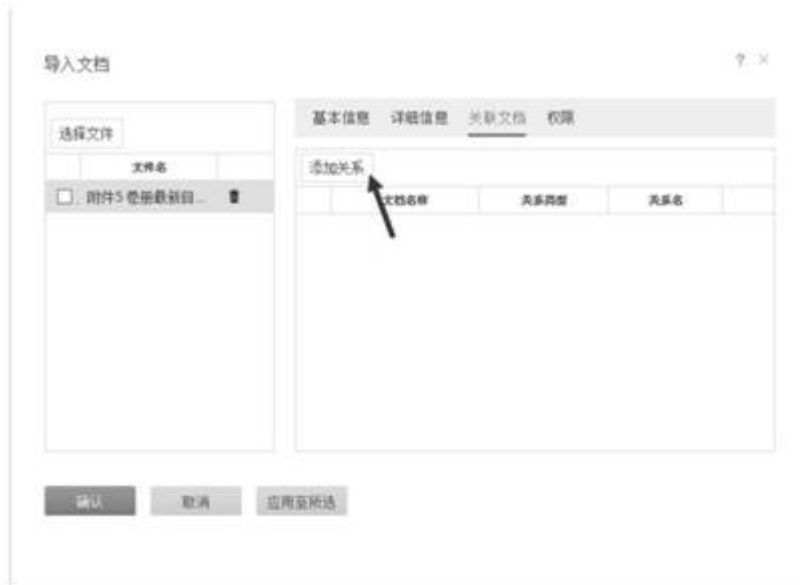 导入文档
? ×
选择文件
文件名
附件5 卷册最新目...
基本信息 详细信息 关联文档 权限
添加关系
文档名称 关系类型 关系名
确认 取消 应用至所选